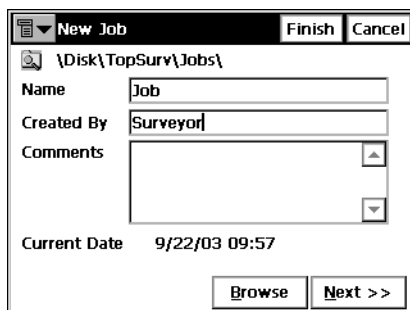 New Job Finish Cancel
\Disk\TopSurv\Jobs\
Name Job
Created By Surveyor
Comments
Current Date 9/22/03 09:57
Browse Next >>